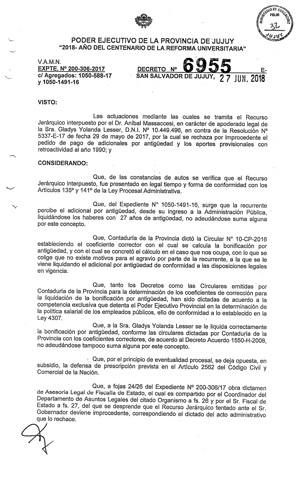 PODER EJECUTIVO DE LA PROVINCIA DE JUJUY
"2018- AÑO DEL CENTENARIO DE LA REFORMA UNIVERSITARIA"
V.A.M.N.
EXPTE. Nº 200-306-2017
c/ Agregados: 1050-588-17
y 1050-1491-16
DECRETO Nº 6955 E-
SAN SALVADOR DE JUJUY, 27 JUN. 2018
VISTO:
Las actuaciones mediante las cuales se tramita el Recurso
Jerárquico interpuesto por el Dr. Aníbal Massaccesi, en carácter de apoderado legal de
la Sra. Gladys Yolanda Lesser, D.N.I. Nº 10.449.496, en contra de la Resolución Nº
5337-E-17 de fecha 29 de mayo de 2017, por la cual se rechaza por improcedente el
pedido de pago de adicionales por antigüedad y los aportes previsionales con
retroactividad al año 1990; y
CONSIDERANDO:
Que, de las constancias de autos se verifica que el Recurso
Jerárquico Interpuesto, fue presentado en legal tiempo y forma de conformidad con los
Artículos 135º y 141º de la Ley Procesal Administrativa.
Que, del Expediente Nº 1050-1491-16, surge que la recurrente
percibe el adicional por antigüedad, desde su ingreso a la Administración Pública,
liquidándose los haberes con 27 años de antigüedad, no adeudándose suma alguna
por este concepto.
Que, Contaduría de la Provincia dictó la Circular Nº 10-CP-2016
estableciendo el coeficiente corrector con el cual se calcula la bonificación por
antigüedad, y con el cual se concretó el cálculo en el caso que nos ocupa, con lo que se
colige que no existe motivos para el agravio por parte de la recurrente, a la que se le
viene liquidando el adicional por antigüedad de conformidad a las disposiciones legales
en vigencia.
Que, tanto los Decretos como las Circulares emitidas por
Contaduría de la Provincia para la determinación de los coeficientes de corrección para
la liquidación de la bonificación por antigüedad, han sido dictadas de acuerdo a la
competencia exclusiva que detenta el Poder Ejecutivo Provincial en la determinación de
la política salarial de los empleados públicos, ello de conformidad a lo establecido en la
Ley 4307.
Que, a la Sra. Gladys Yolanda Lesser se le liquida correctamente
la bonificación por antigüedad, conforme las circulares dictadas por Contaduría de la
Provincia con los coeficientes correctores, de acuerdo al Decreto Acuerdo 1550-H-2008,
no adeudándose tampoco suma alguna por este concepto.
Que, por el principio de eventualidad procesal, se deja opuesta, en
subsidio, la defensa de prescripción prevista en el Artículo 2562 del Código Civil y
Comercial de la Nación.
Que, a fojas 24/26 del Expediente Nº 200-306/17 obra dictamen
de Asesoría Legal de Fiscalía de Estado, el cual es compartido por el Coordinador del
Departamento de Asuntos Legales del citado Organismo a fs. 26 y por el Sr. Fiscal de
Estado a fs. 27, del que se desprende que el Recurso Jerárquico tentado ante el Sr.
Gobernador deviene improcedente, correspondiendo el dictado del acto administrativo
que lo rechace.